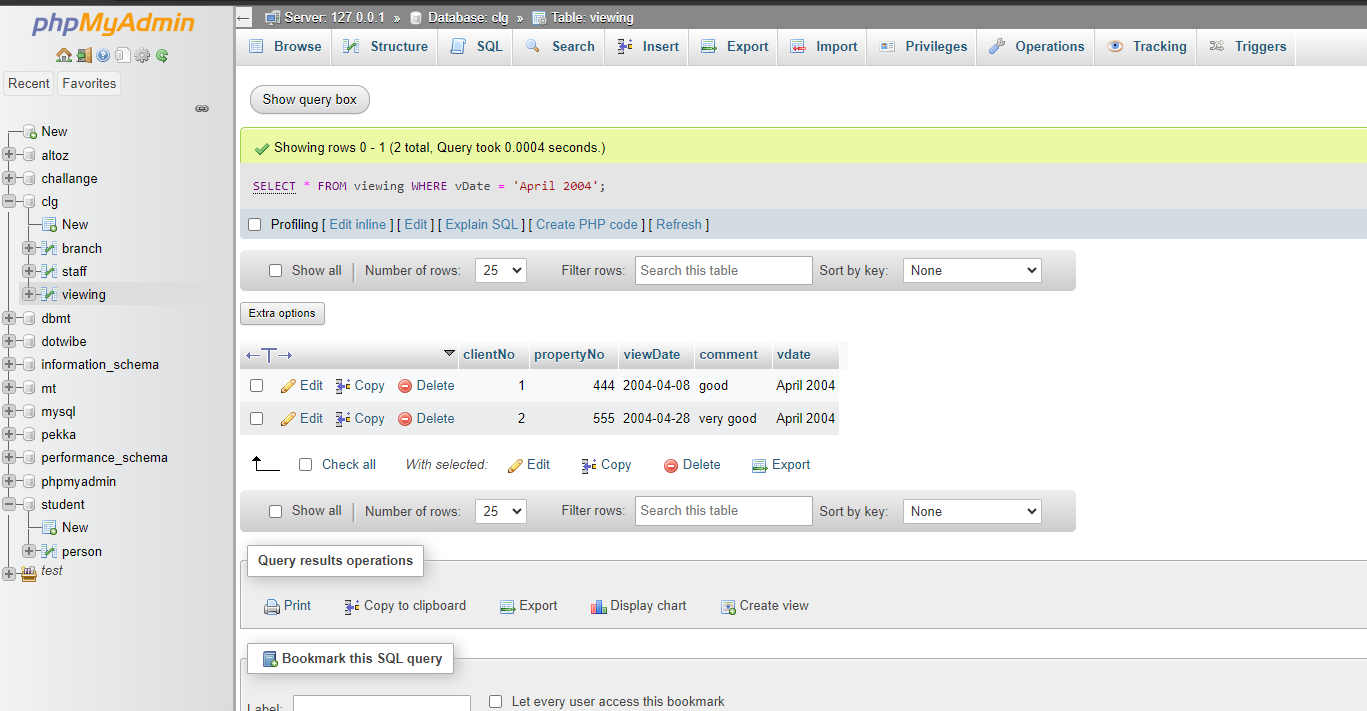 phpMyAdmin
Recent Favorites
New
altoz
challange
clg
New
branch
staff
viewing
dbmt
dotwibe
information_schema
mt
mysql
pekka
performance_schema
phpmyadmin
student
New
person
test
Server: 127.0.0.1 » Database: clg » Table: viewing
Browse Structure SQL Search Insert Export Import Privileges Operations Tracking Triggers
Show query box
Showing rows 0 - 1 (2 total, Query took 0.0004 seconds.)
SELECT * FROM viewing WHERE vDate = 'April 2004';
Profiling [ Edit inline ] [ Edit ] [ Explain SQL ] [ Create PHP code ] [ Refresh ]
Show all Number of rows: 25 Filter rows: Search this table Sort by key: None
Extra options
clientNo propertyNo viewDate comment vdate
Edit Copy Delete 1 444 2004-04-08 good April 2004
Edit Copy Delete 2 555 2004-04-28 very good April 2004
Check all With selected: Edit Copy Delete Export
Show all Number of rows: 25 Filter rows: Search this table Sort by key: None
Query results operations
Print Copy to clipboard Export Display chart Create view
Bookmark this SQL query
Label: Let every user access this bookmark